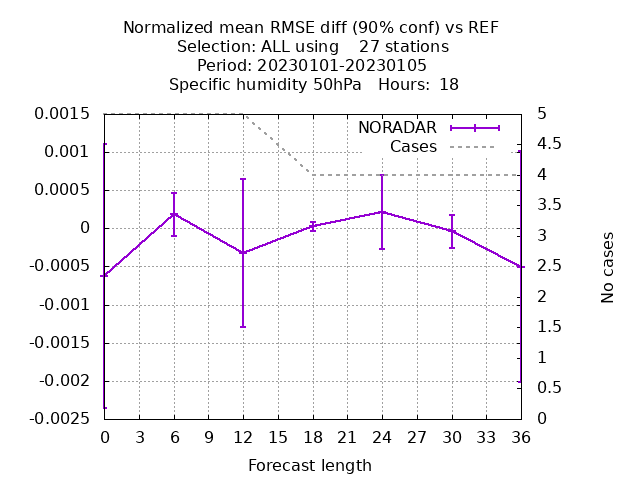 Normalized mean RMSE diff (90% conf) vs REF
Selection: ALL using    27 stations
Period: 20230101-20230105
Specific humidity 50hPa   Hours:  18
0.0015
0.001
0.0005
0
-0.0005
-0.001
-0.0015
-0.002
-0.0025
NORADAR
Cases
5
4.5
4
3.5
3
2.5
2
1.5
1
0.5
0
No cases
0 3 6 9 12 15 18 21 24 27 30 33 36
Forecast length